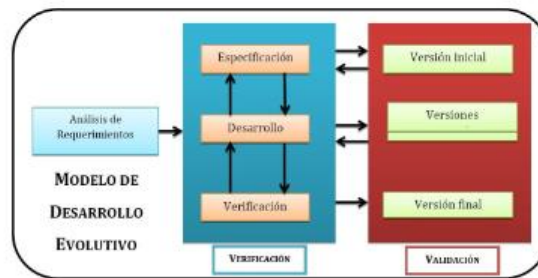 Especificación
Versión inicial
Análisis de
Requerimientos
Desarrollo
Versiones
MODELO DE
DESARROLLO
EVOLUTIVO
Verificación
Versión final
VERIFICACIÓN
VALIDACIÓN